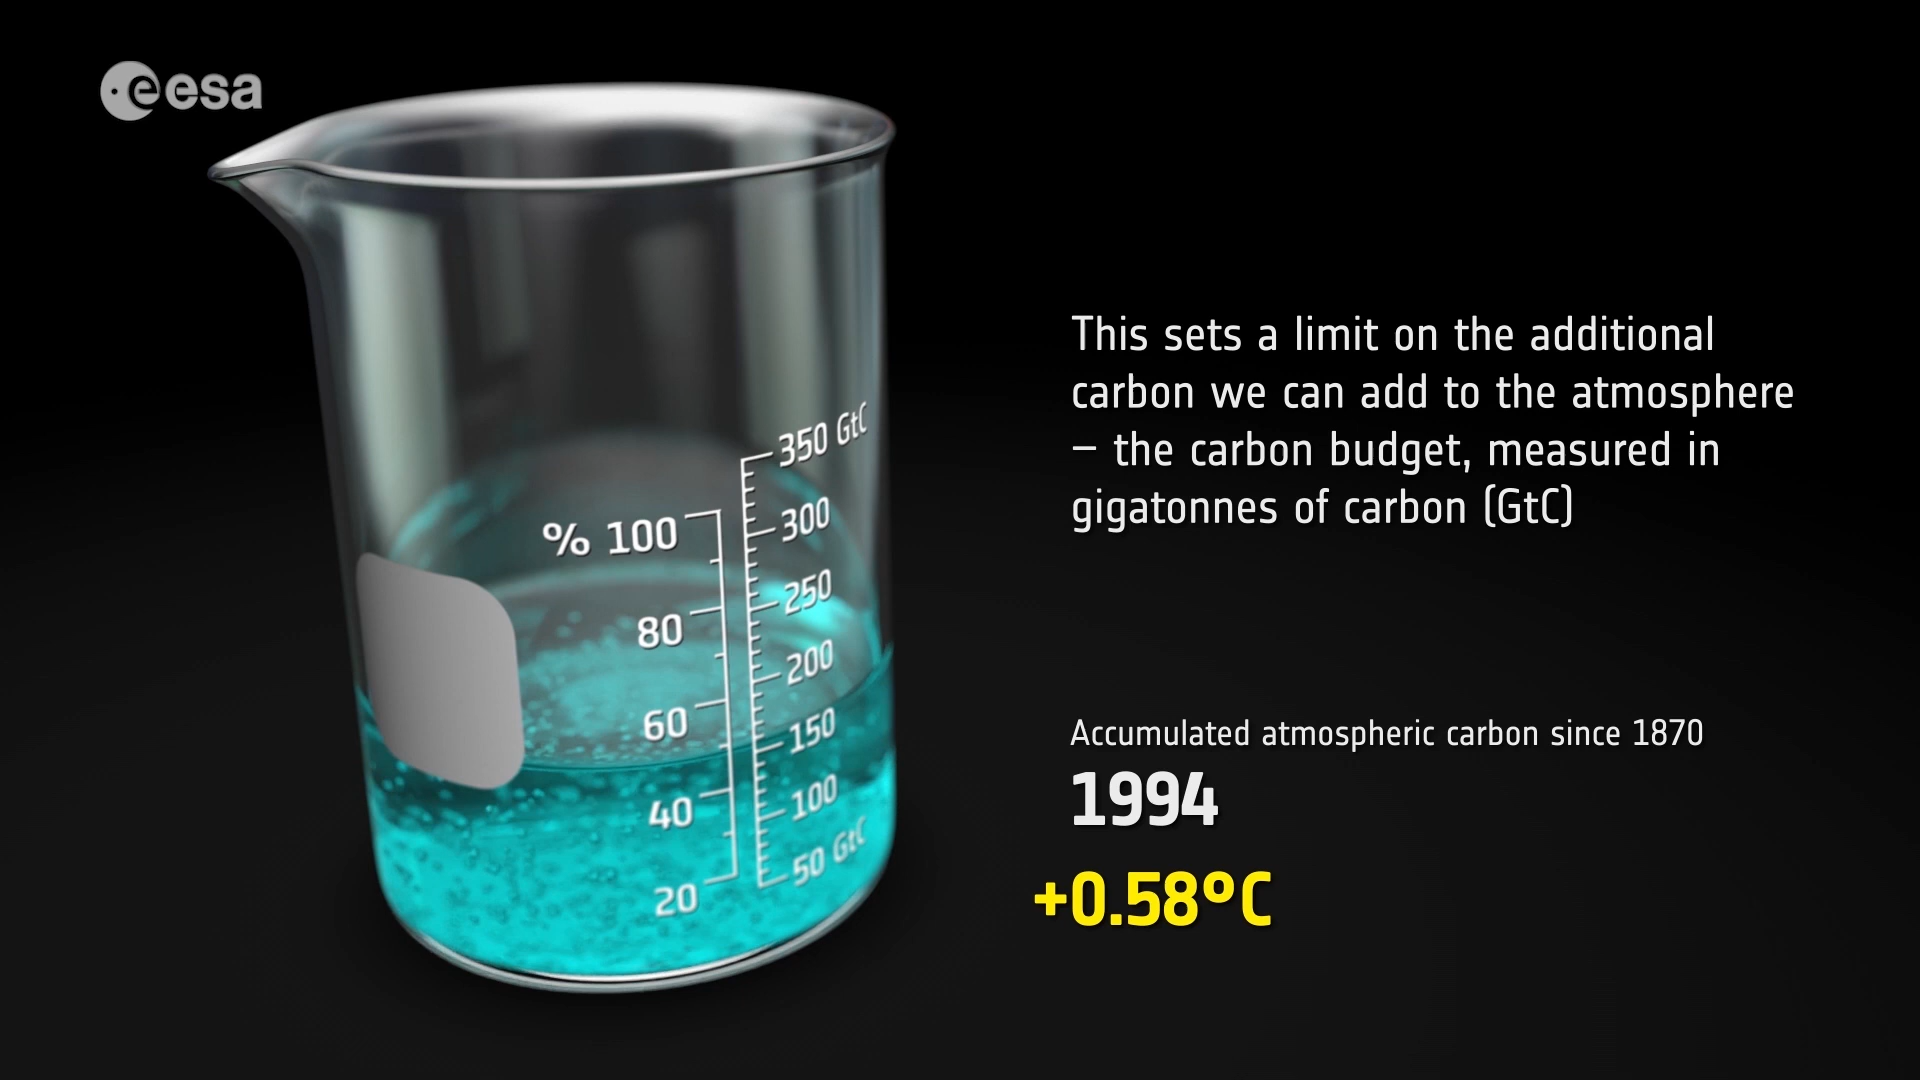 esa
This sets a limit on the additional
carbon we can add to the atmosphere
– the carbon budget, measured in
gigatonnes of carbon (GtC)
350 GtC
300
250
200
150
100
50 GtC
% 100
80
60
40
20
Accumulated atmospheric carbon since 1870
1994
+0.58°C